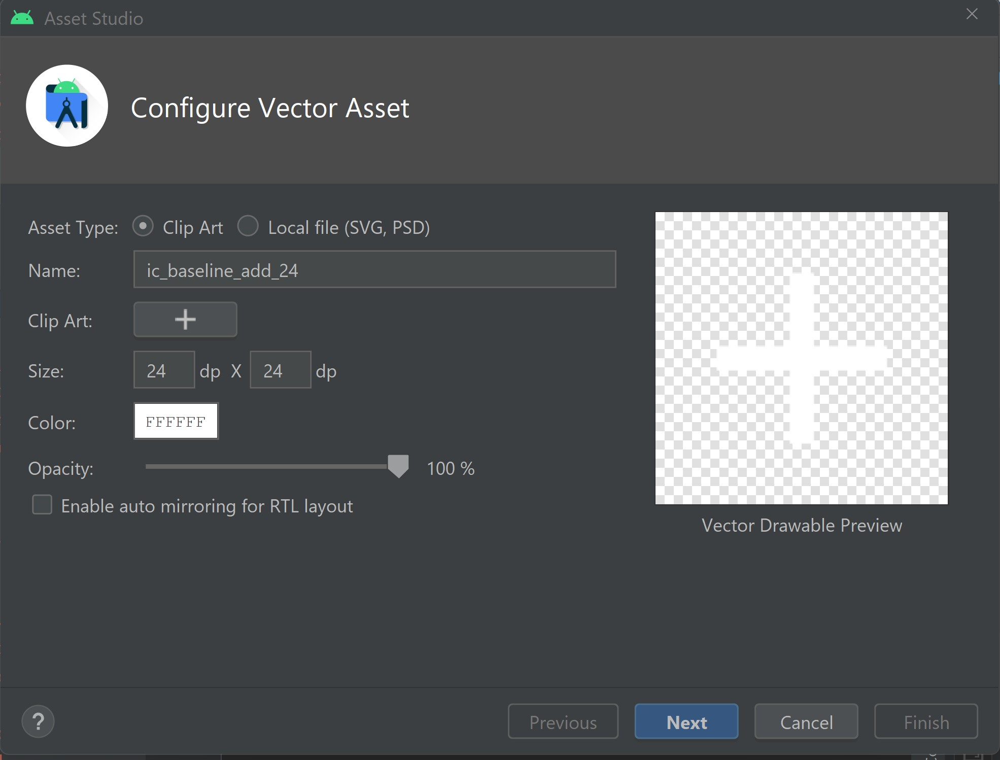 Asset Studio
Configure Vector Asset
Asset Type: Clip Art Local file (SVG, PSD)
Name: ic_baseline_add_24
Clip Art:
Size: 24 dp X 24 dp
Color: FFFFFF
Opacity: 100 %
Enable auto mirroring for RTL layout
Vector Drawable Preview
? Previous Next Cancel Finish